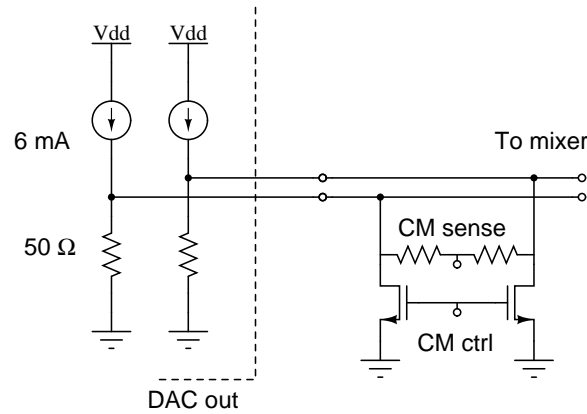 Vdd Vdd
6 mA
To mixer
50 Ω
CM sense
CM ctrl
DAC out